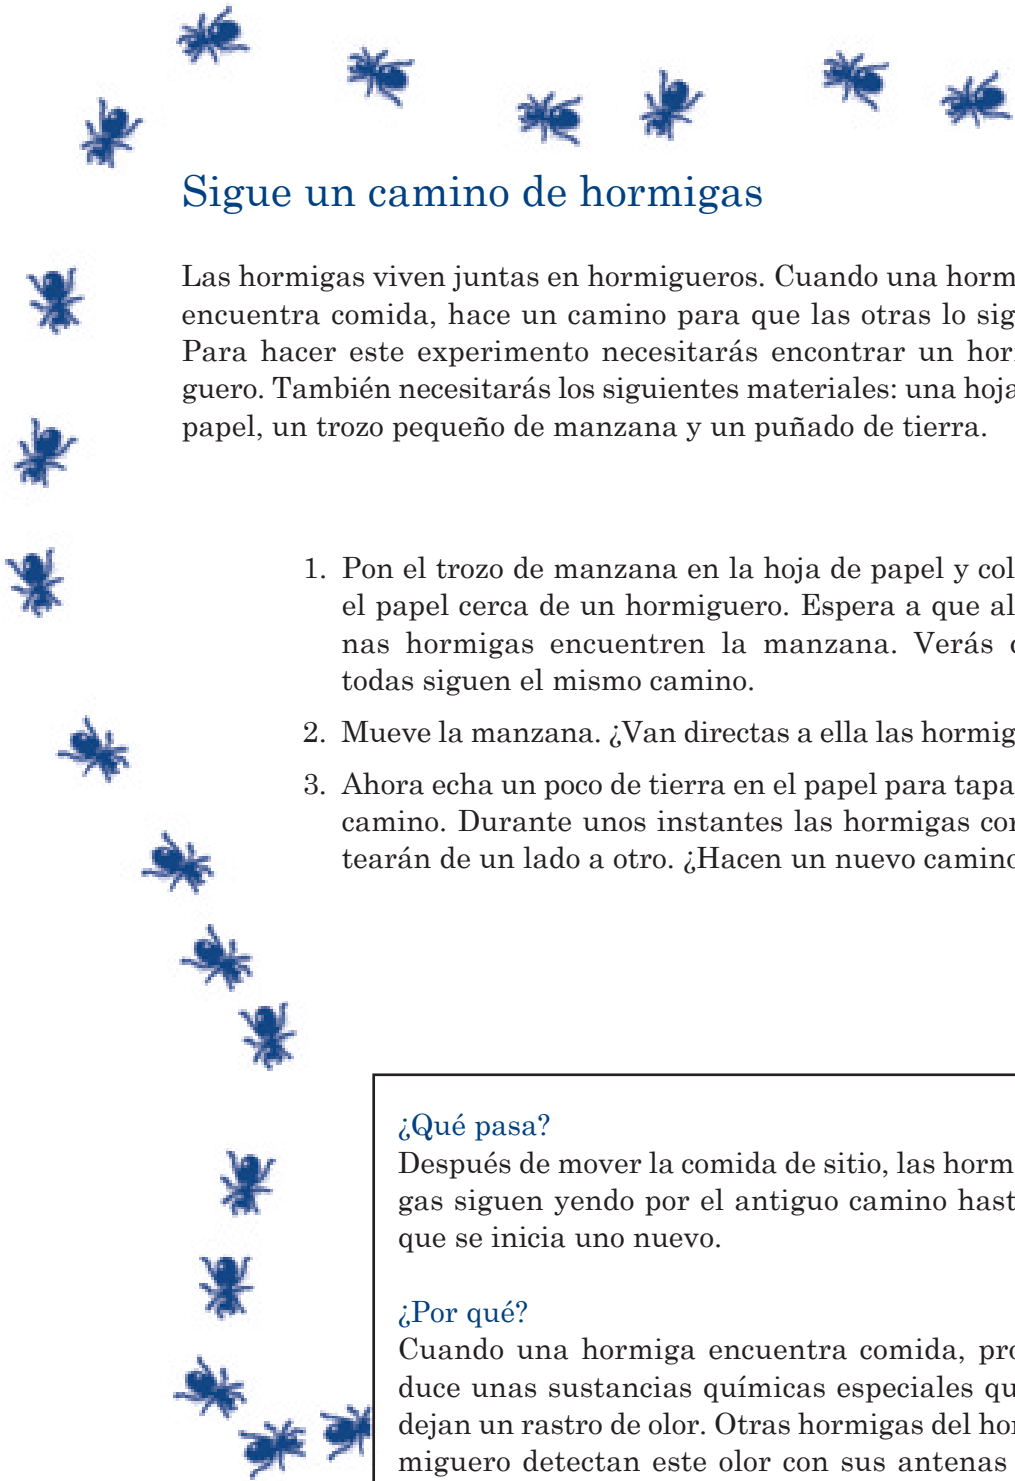 Sigue un camino de hormigas
Las hormigas viven juntas en hormigueros. Cuando una horm
encuentra comida, hace un camino para que las otras lo sig
Para hacer este experimento necesitarás encontrar un hor
guero. También necesitarás los siguientes materiales: una hoja
papel, un trozo pequeño de manzana y un puñado de tierra.
1. Pon el trozo de manzana en la hoja de papel y col
el papel cerca de un hormiguero. Espera a que al
nas hormigas encuentren la manzana. Verás
todas siguen el mismo camino.
2. Mueve la manzana. ¿Van directas a ella las hormig
3. Ahora echa un poco de tierra en el papel para tapa
camino. Durante unos instantes las hormigas cor
tearán de un lado a otro. ¿Hacen un nuevo camino
¿Qué pasa?
Después de mover la comida de sitio, las horm
gas siguen yendo por el antiguo camino hast
que se inicia uno nuevo.
¿Por qué?
Cuando una hormiga encuentra comida, pro
duce unas sustancias químicas especiales qu
dejan un rastro de olor. Otras hormigas del hor
miguero detectan este olor con sus antenas